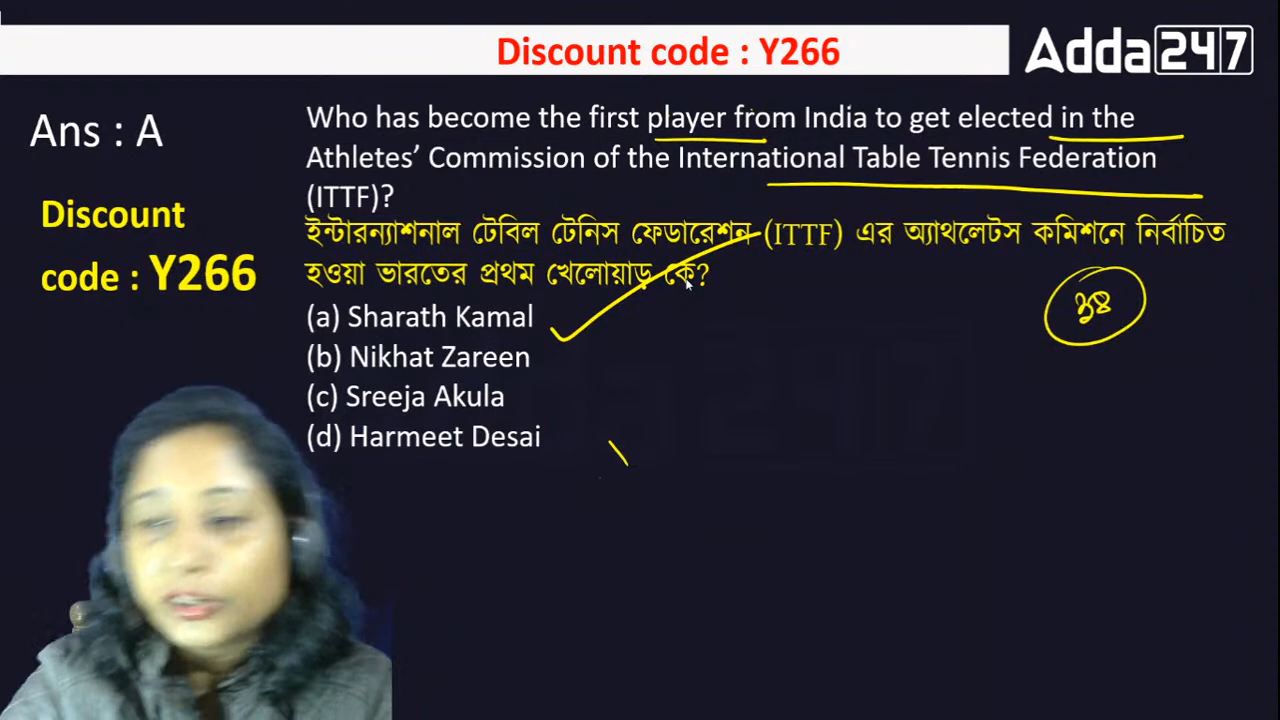 Discount code : Y266
Adda247
Ans : A
Discount
code : Y266
Who has become the first player from India to get elected in the
Athletes’ Commission of the International Table Tennis Federation
(ITTF)?
ইন্টারন্যাশনাল টেবিল টেনিস ফেডারেশন (ITTF) এর অ্যাথলেটস কমিশনে নির্বাচিত
হওয়া ভারতের প্রথম খেলোয়াড় কে?
(a) Sharath Kamal
(b) Nikhat Zareen
(c) Sreeja Akula
(d) Harmeet Desai